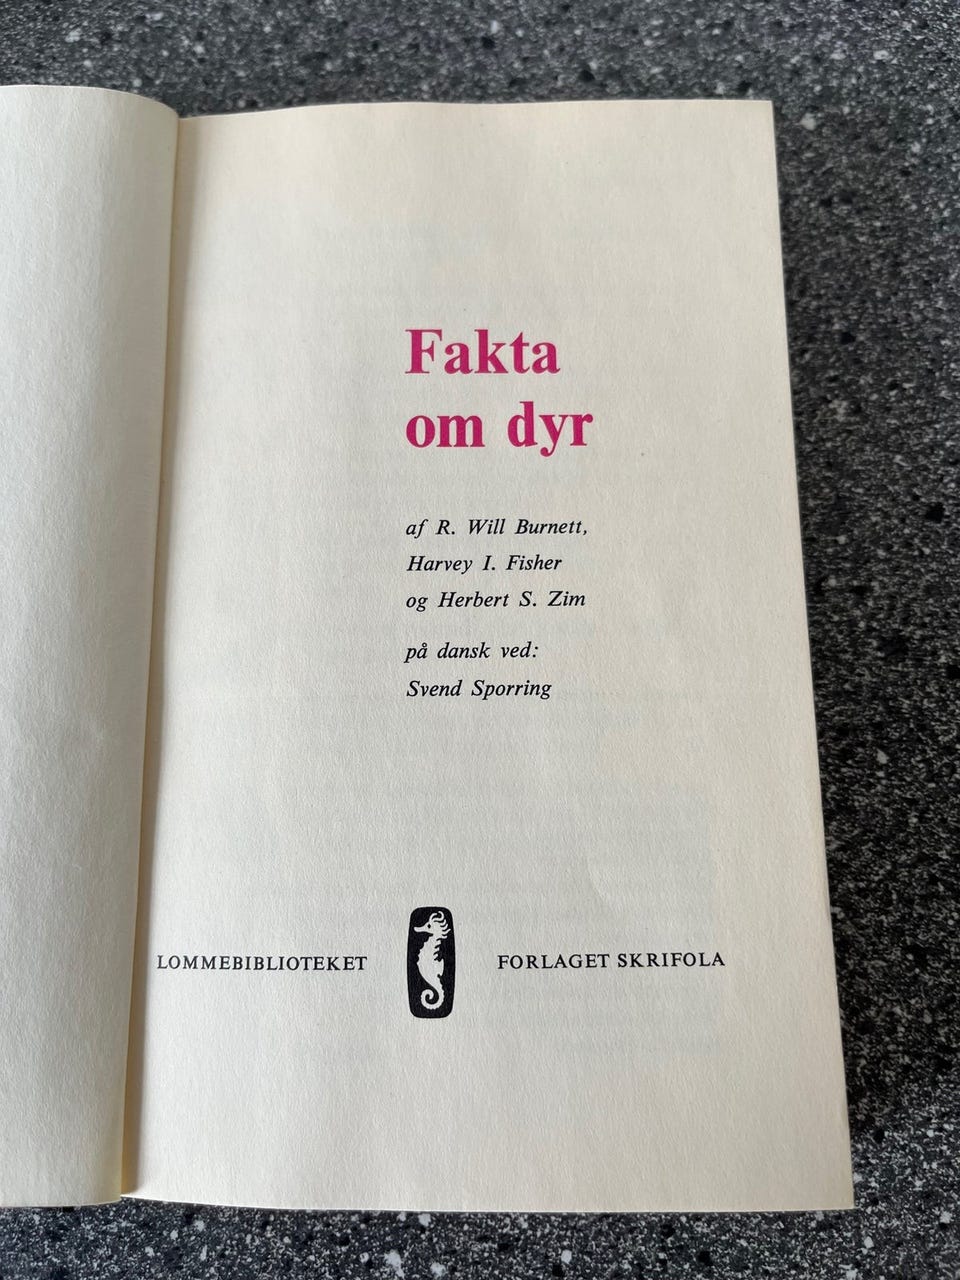 Fakta
om dyr
af R. Will Burnett,
Harvey I. Fisher
og Herbert S. Zim
på dansk ved:
Svend Sporring
LOMMEBIBLIOTEKET FORLAGET SKRIFOLA